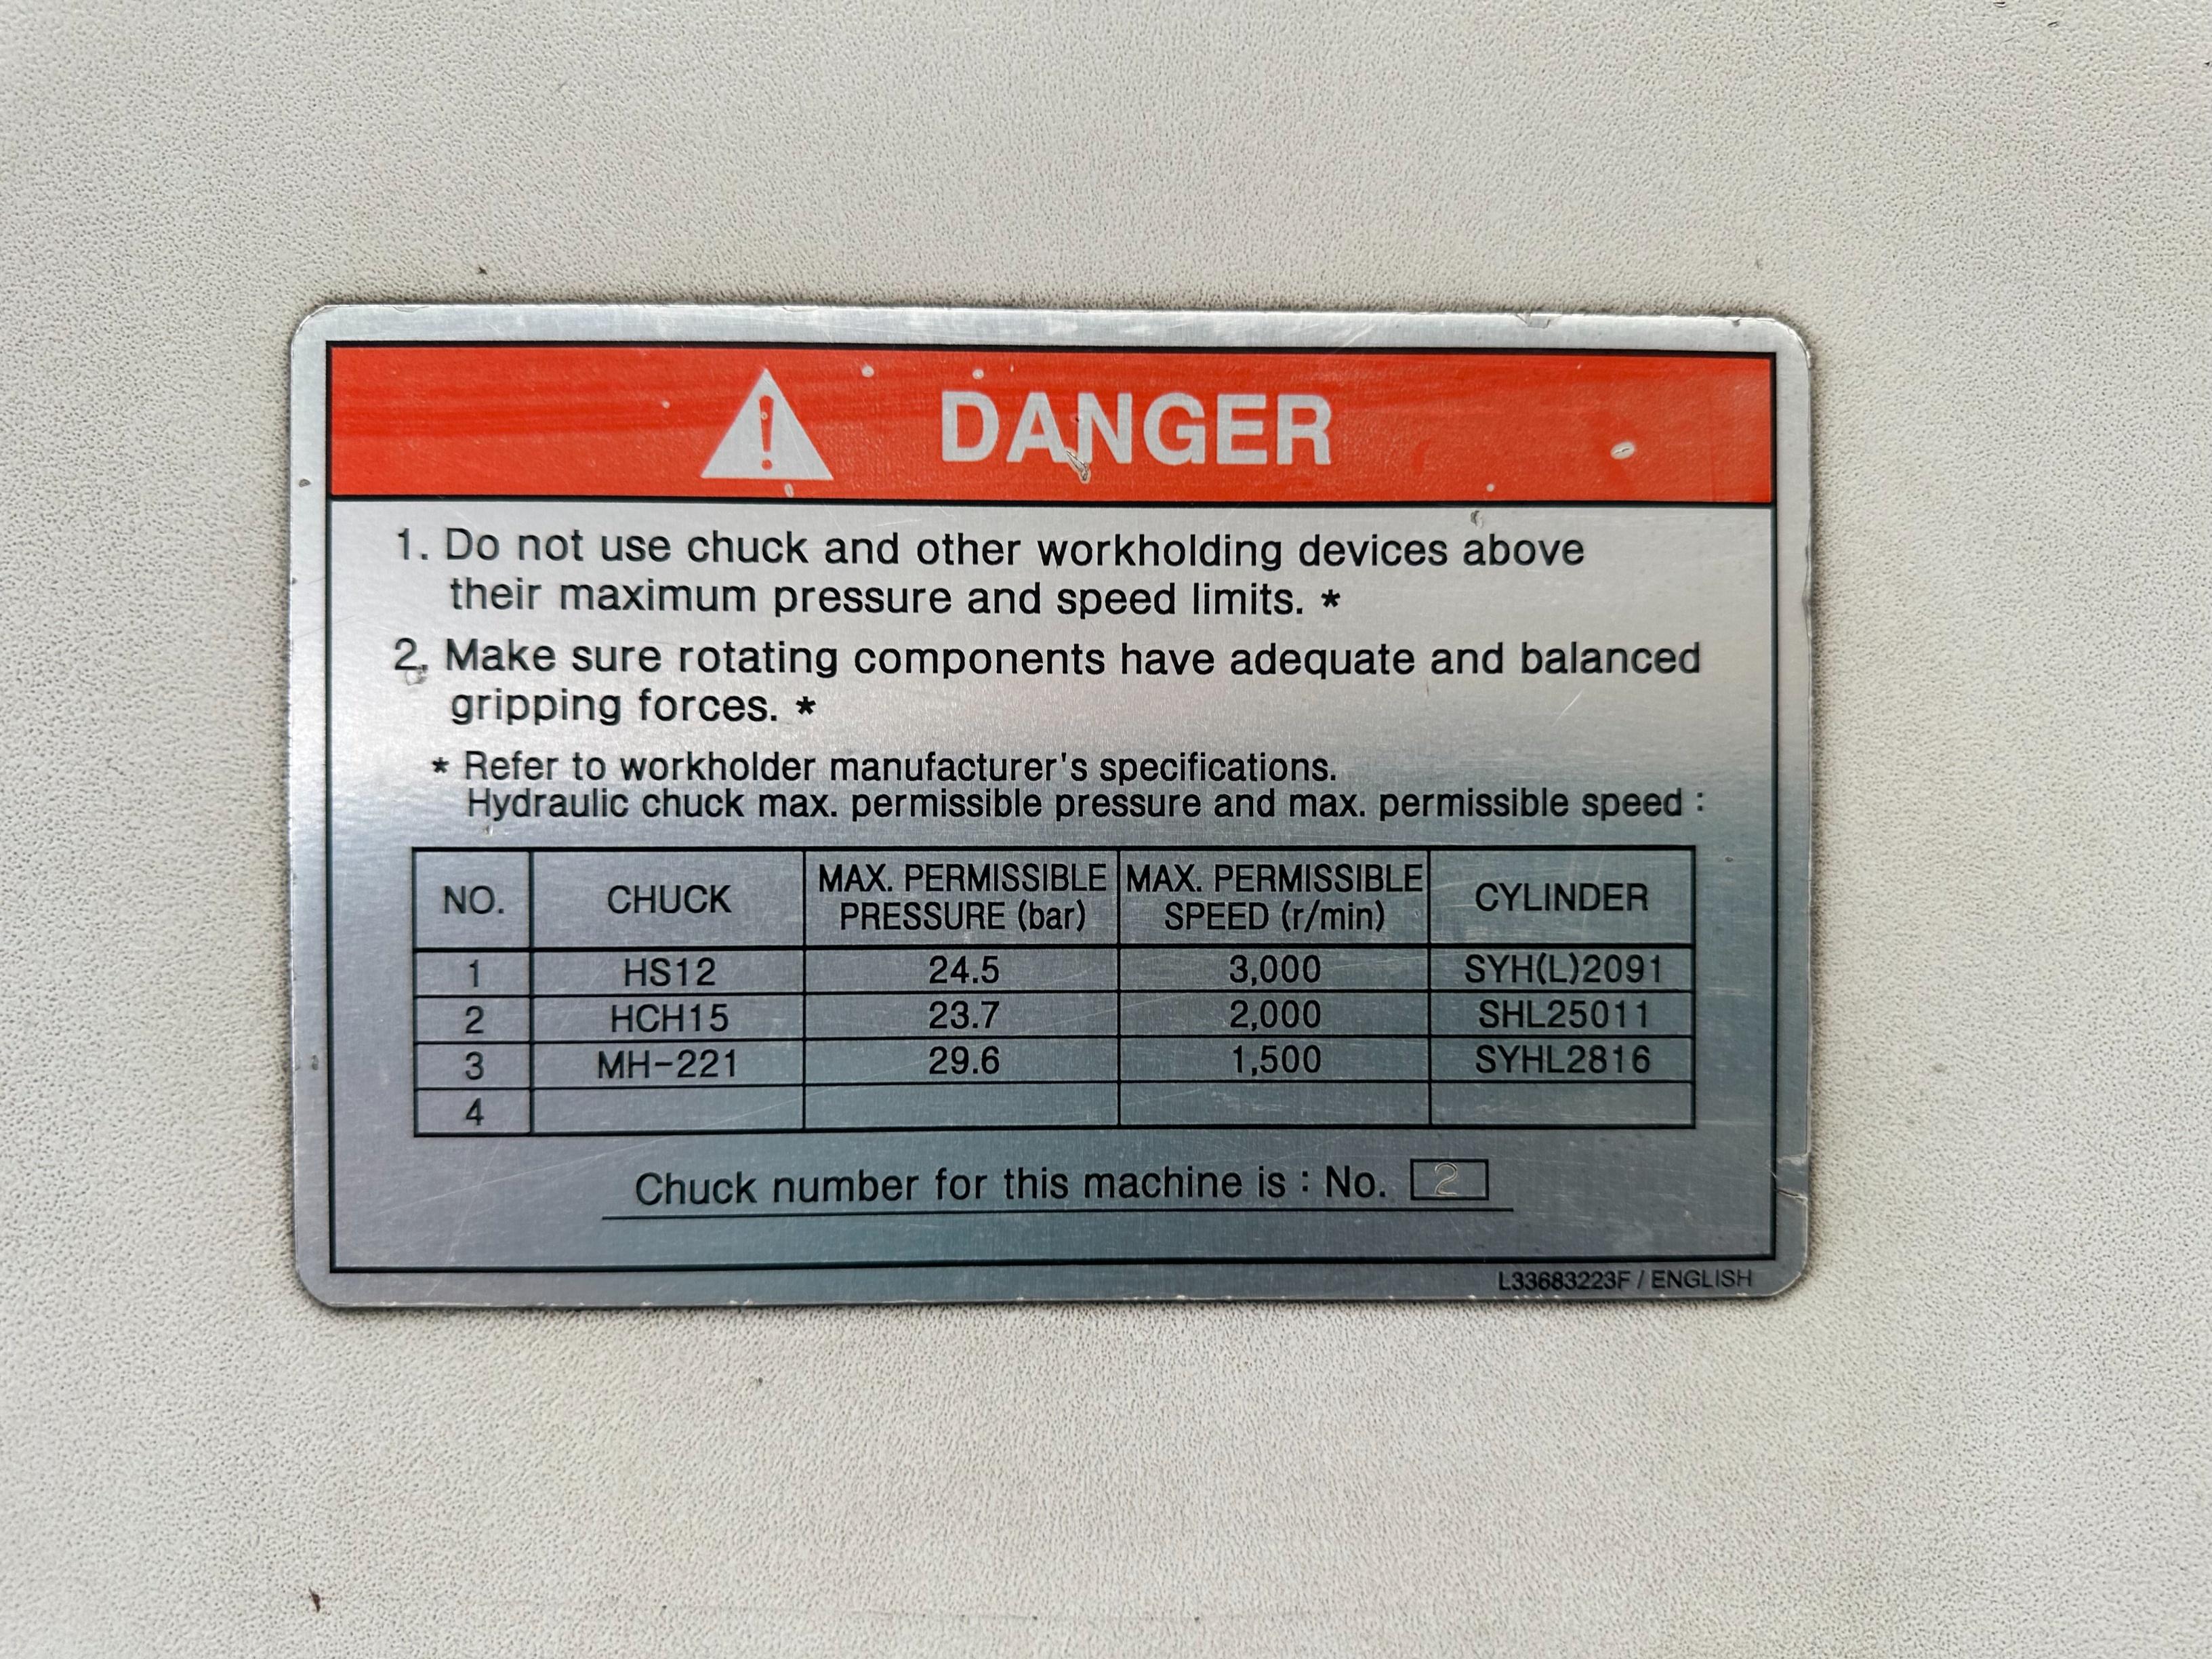 DANGER
1. Do not use chuck and other workholding devices above
their maximum pressure and speed limits. *
2. Make sure rotating components have adequate and balanced
gripping forces. *
* Refer to workholder manufacturer's specifications.
Hydraulic chuck max. permissible pressure and max. permissible speed :
NO. CHUCK MAX. PERMISSIBLE PRESSURE (bar) MAX. PERMISSIBLE SPEED (r/min) CYLINDER
1 HS12 24.5 3,000 SYH(L)2091
2 HCH15 23.7 2,000 SHL25011
3 MH-221 29.6 1,500 SYHL2816
4
Chuck number for this machine is : No. 2
L33683223F / ENGLISH